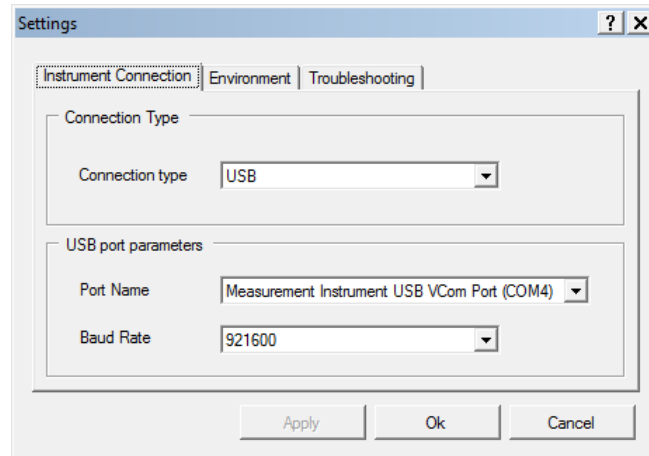 Settings
Instrument Connection Environment Troubleshooting
Connection Type
Connection type USB
USB port parameters
Port Name Measurement Instrument USB VCom Port (COM4)
Baud Rate 921600
Apply Ok Cancel